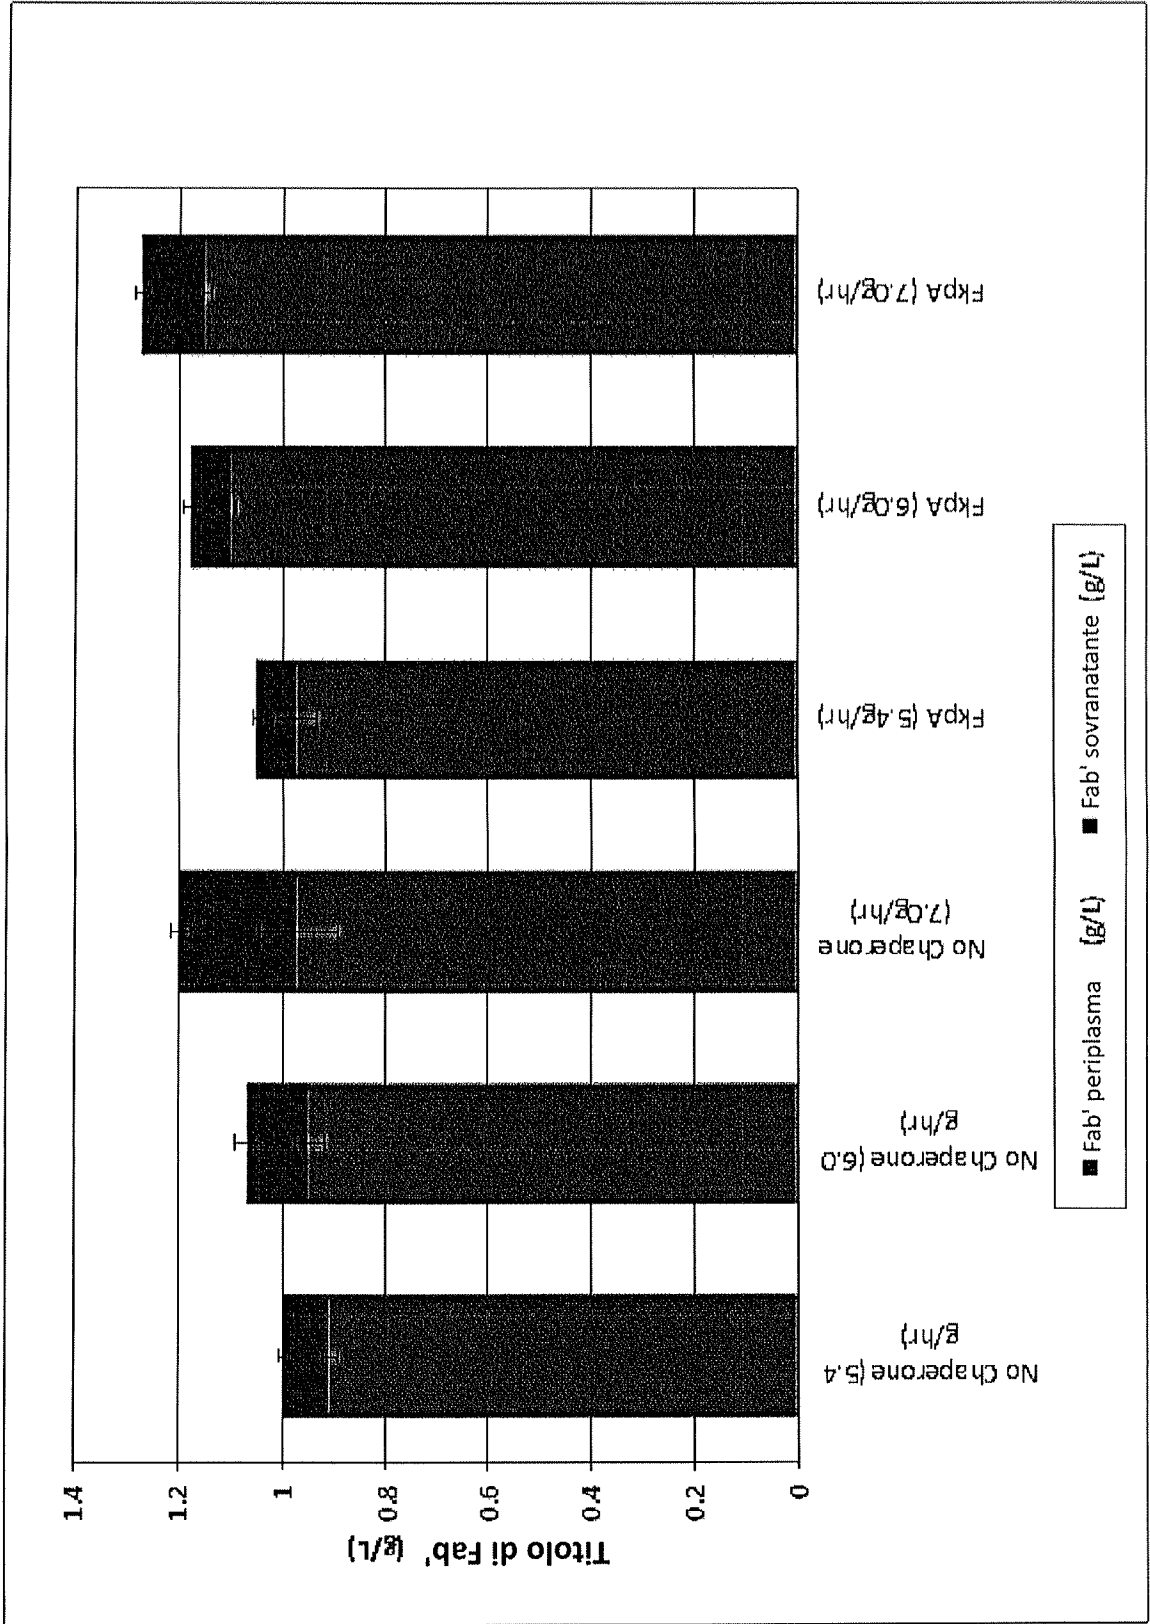 Titolo di Fab' (g/L)
1.4
1.2
1
0.8
0.6
0.4
0.2
0
No Chaperone (5.4
g/hr)
No Chaperone (6.0
g/hr)
No Chaperone
(7.0g/hr)
FkpA (5.4g/hr)
FkpA (6.0g/hr)
FkpA (7.0g/hr)
■ Fab' periplasma (g/L) ■ Fab' sovranatante (g/L)